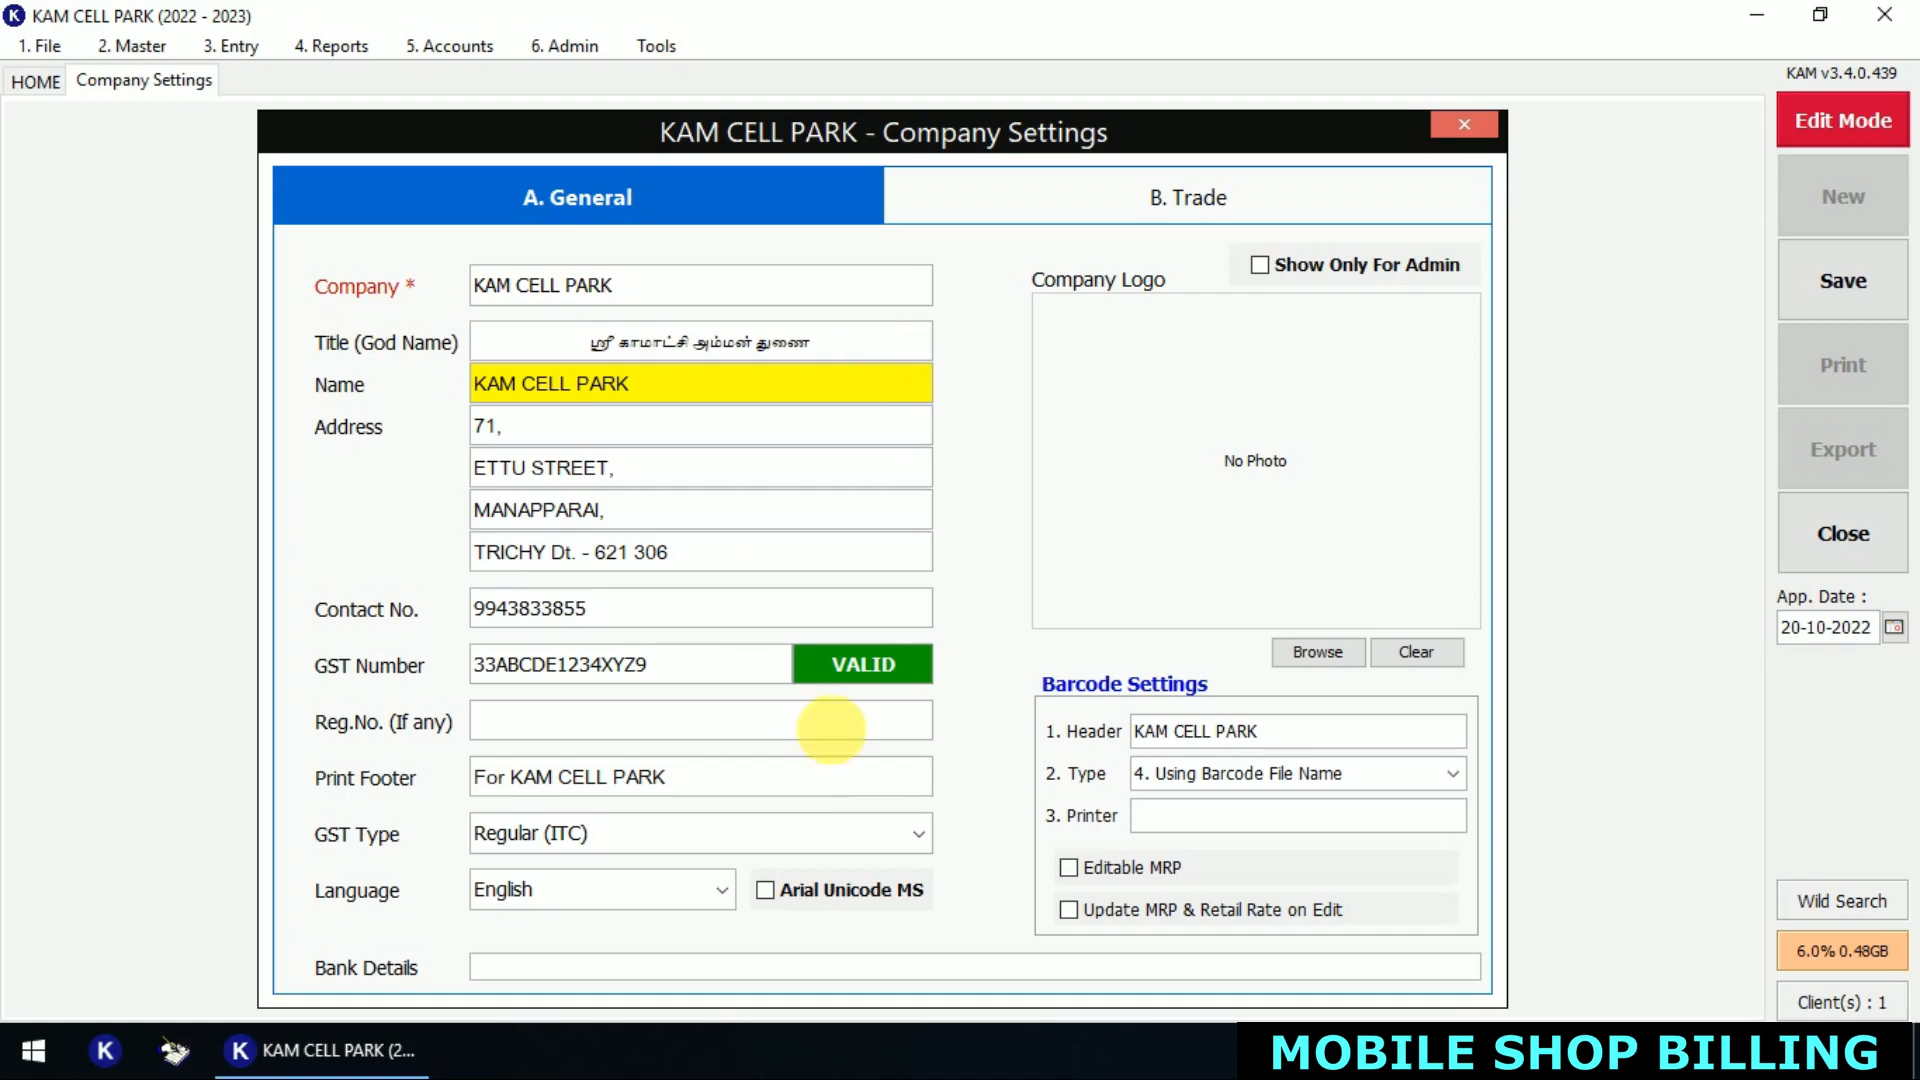 KAM CELL PARK (2022 - 2023)
1. File 2. Master 3. Entry 4. Reports 5. Accounts 6. Admin Tools
HOME Company Settings
KAM v3.4.0.439
KAM CELL PARK - Company Settings
Edit Mode
A. General
B. Trade
New
Company * KAM CELL PARK
Show Only For Admin
Company Logo
Save
Title (God Name) ஸ்ரீ காமாட்சி அம்மன் துணை
Name KAM CELL PARK
Print
Address 71,
ETTU STREET,
Export
No Photo
MANAPPARAI,
Close
TRICHY Dt. - 621 306
App. Date :
Contact No. 9943833855
20-10-2022
GST Number 33ABCDE1234XYZ9 VALID
Browse Clear
Barcode Settings
Reg.No. (If any)
1. Header KAM CELL PARK
Print Footer For KAM CELL PARK
2. Type 4. Using Barcode File Name
3. Printer
GST Type Regular (ITC)
Editable MRP
Language English Arial Unicode MS
Update MRP & Retail Rate on Edit
Wild Search
6.0% 0.48GB
Bank Details
Client(s) : 1
K K KAM CELL PARK (2...
MOBILE SHOP BILLING